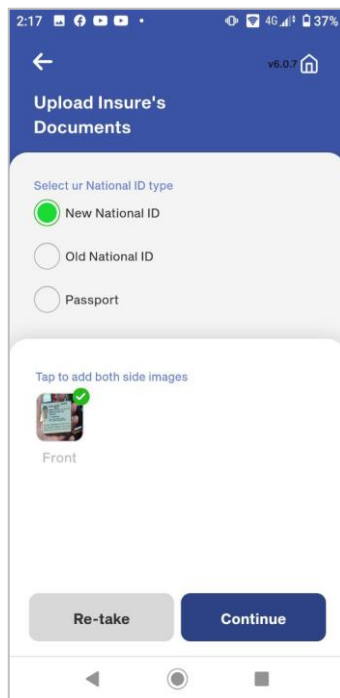 2:17
4G 37%
v6.0.7
Upload Insure's
Documents
Select ur National ID type
New National ID
Old National ID
Passport
Tap to add both side images
Front
Re-take
Continue